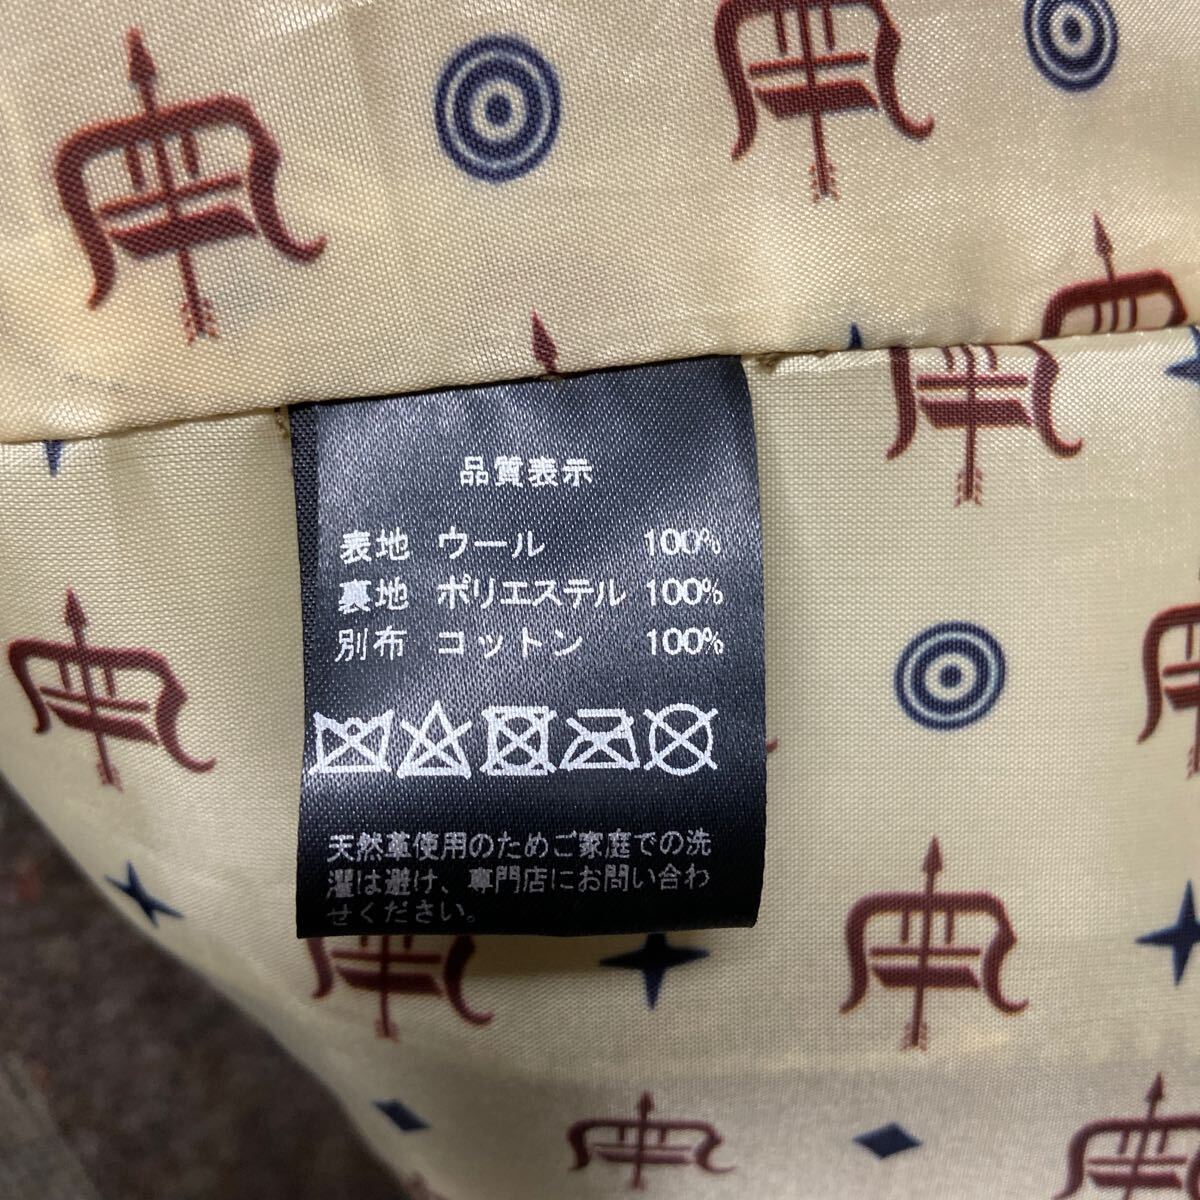 品質表示
表地 ウール 100%
裏地 ポリエステル 100%
別布 コットン 100%
天然革使用のためご家庭での洗
濯は避け、専門店にお問い合わ
せください。